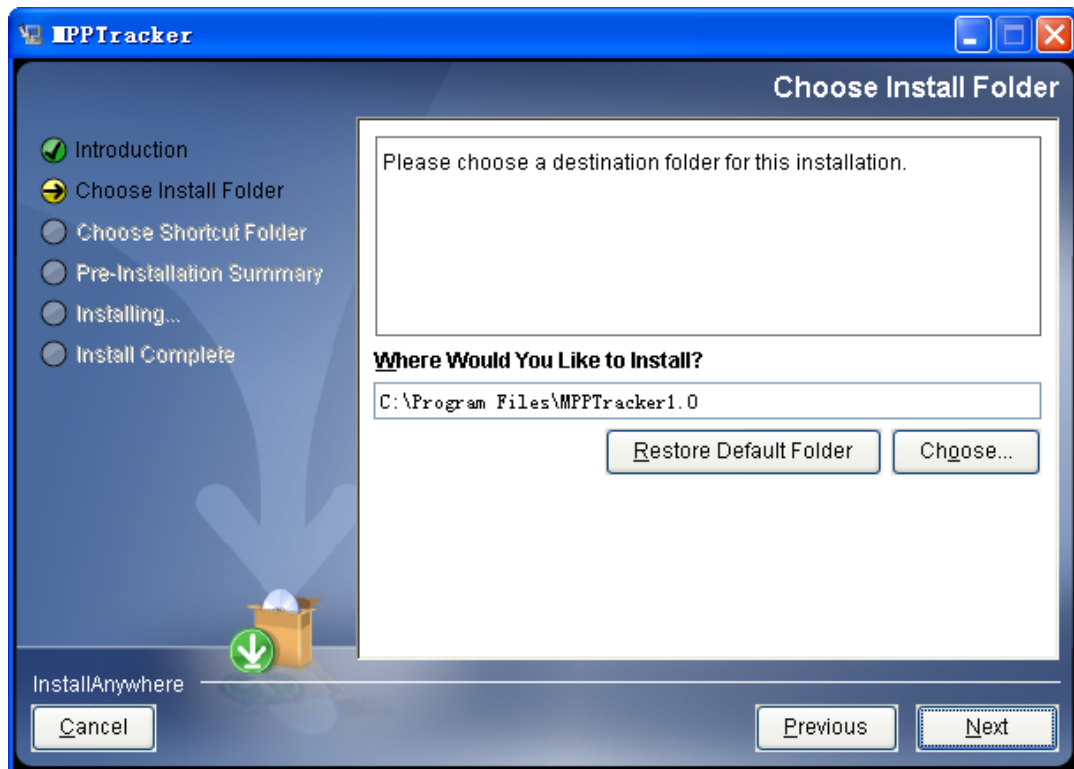 MPPTracker
Choose Install Folder
Introduction
Choose Install Folder
Choose Shortcut Folder
Pre-Installation Summary
Installing...
Install Complete
Please choose a destination folder for this installation.
Where Would You Like to Install?
C:\Program Files\MPPTracker1.0
Restore Default Folder
Choose...
InstallAnywhere
Cancel
Previous
Next